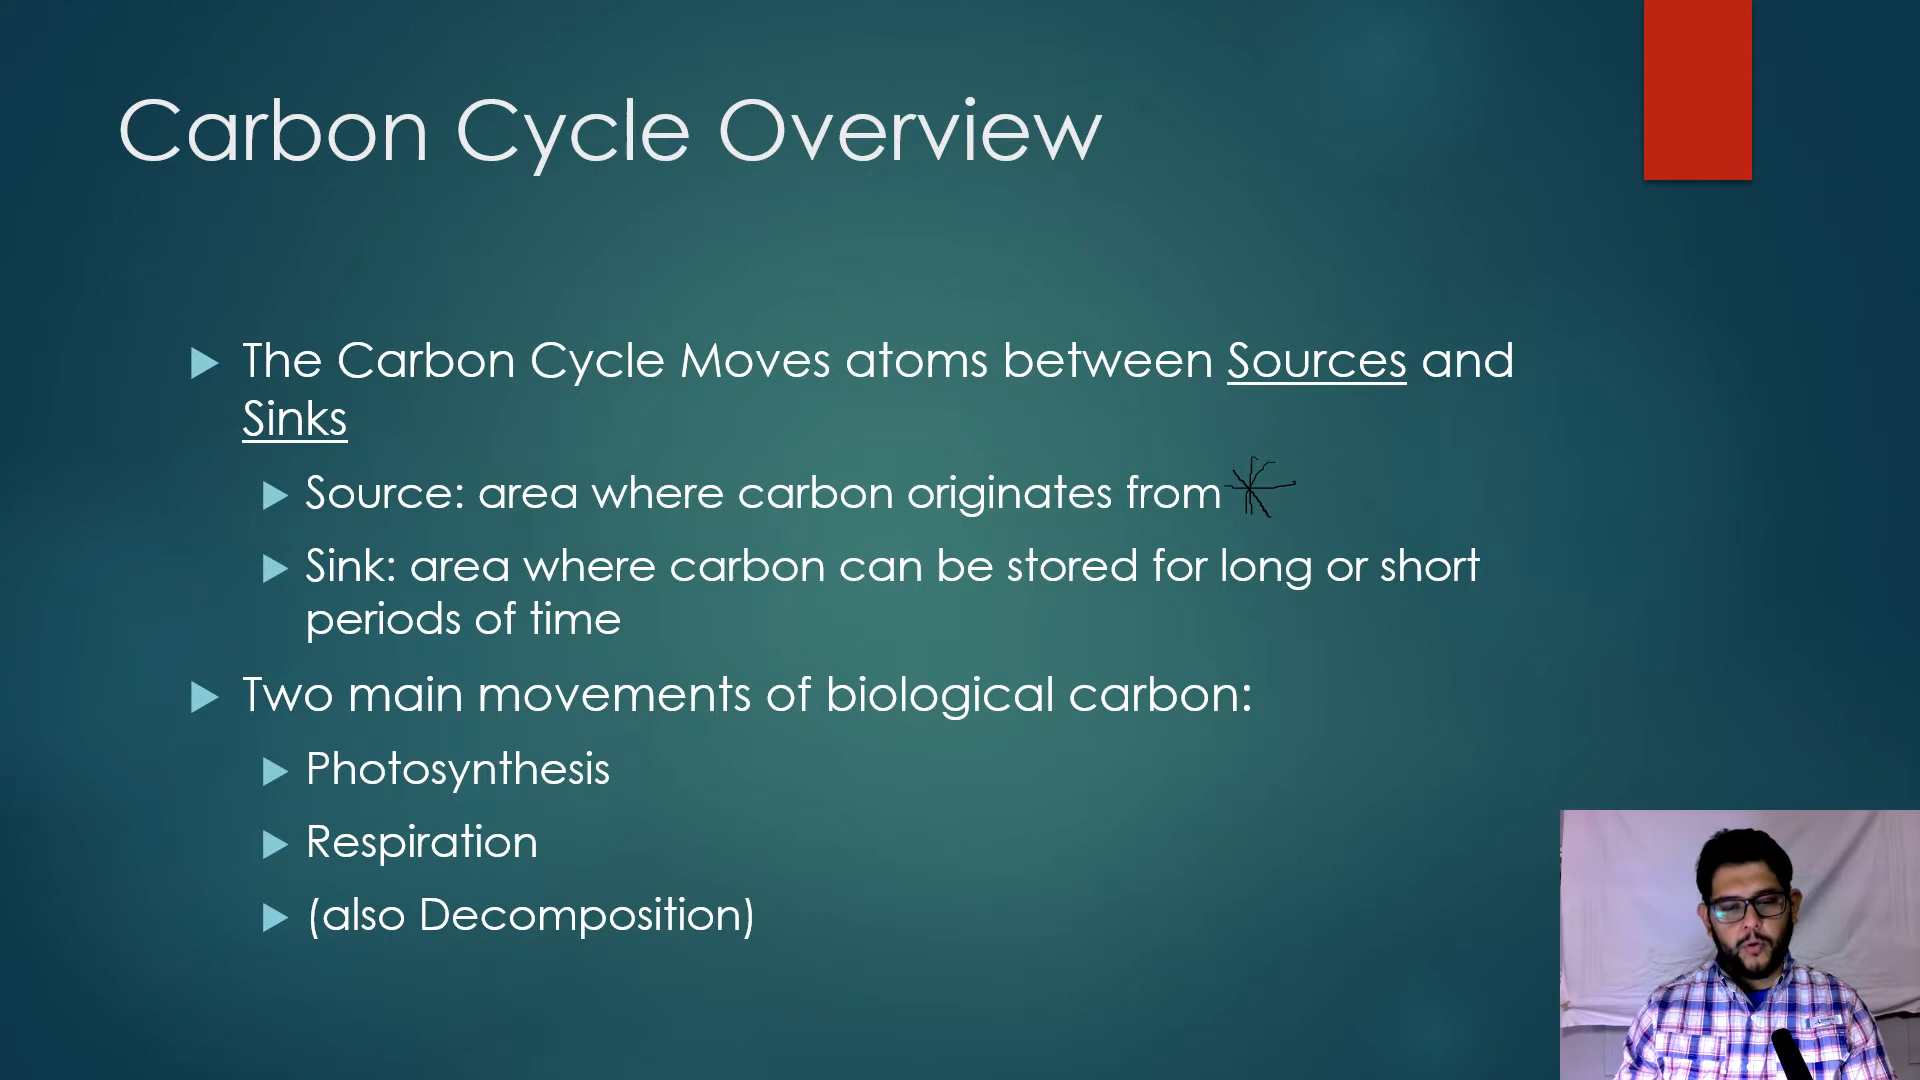 Carbon Cycle Overview
The Carbon Cycle Moves atoms between Sources and
Sinks
Source: area where carbon originates from
Sink: area where carbon can be stored for long or short
periods of time
Two main movements of biological carbon:
Photosynthesis
Respiration
(also Decomposition)